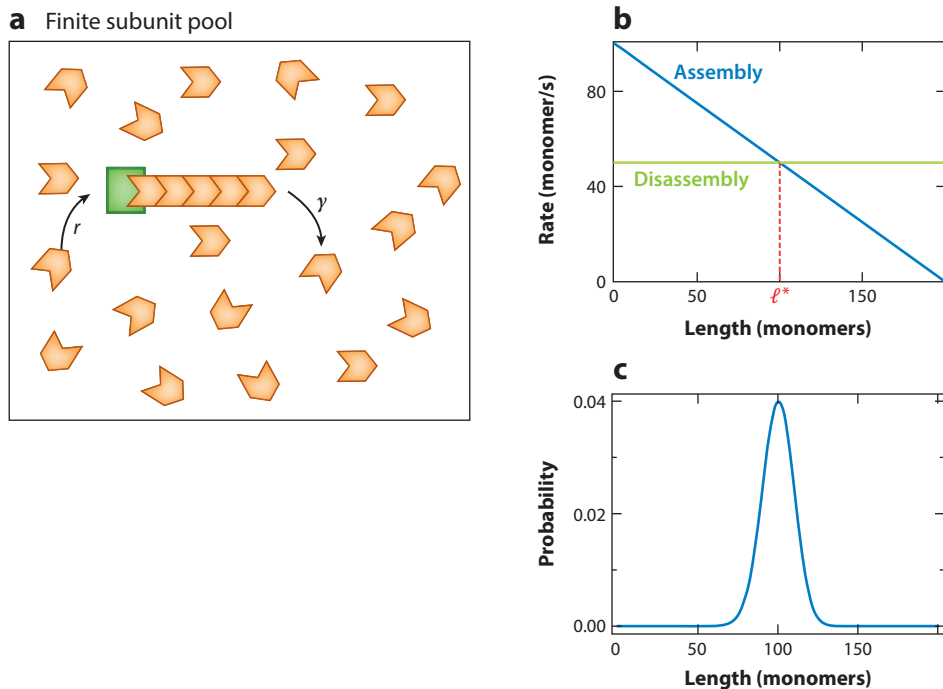 a Finite subunit pool
r
γ
b
Rate (monomer/s)
80
40
0
Assembly
Disassembly
0
50
ℓ*
150
Length (monomers)
c
Probability
0.04
0.02
0.00
0
50
100
150
Length (monomers)